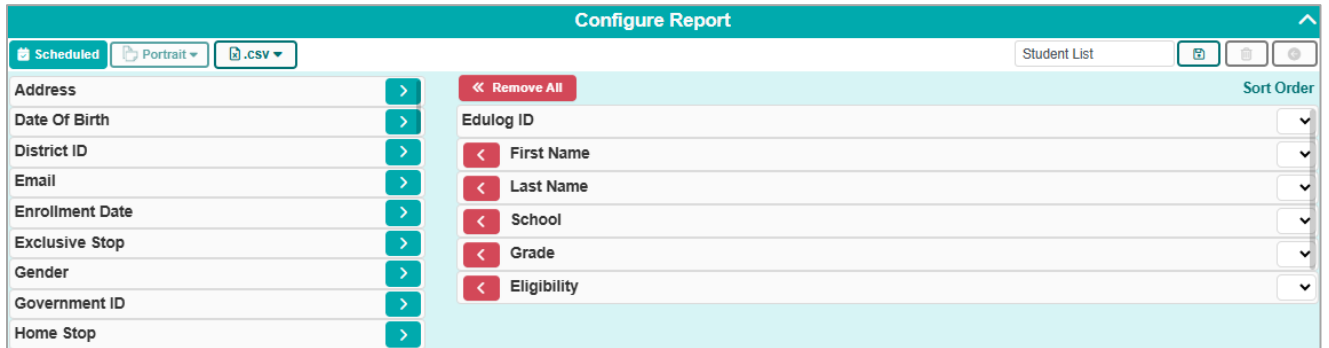 Configure Report
Scheduled Portrait .csv Student List
Remove All Sort Order
Address
Date Of Birth
District ID
Email
Enrollment Date
Exclusive Stop
Gender
Government ID
Home Stop
Edulog ID
First Name
Last Name
School
Grade
Eligibility